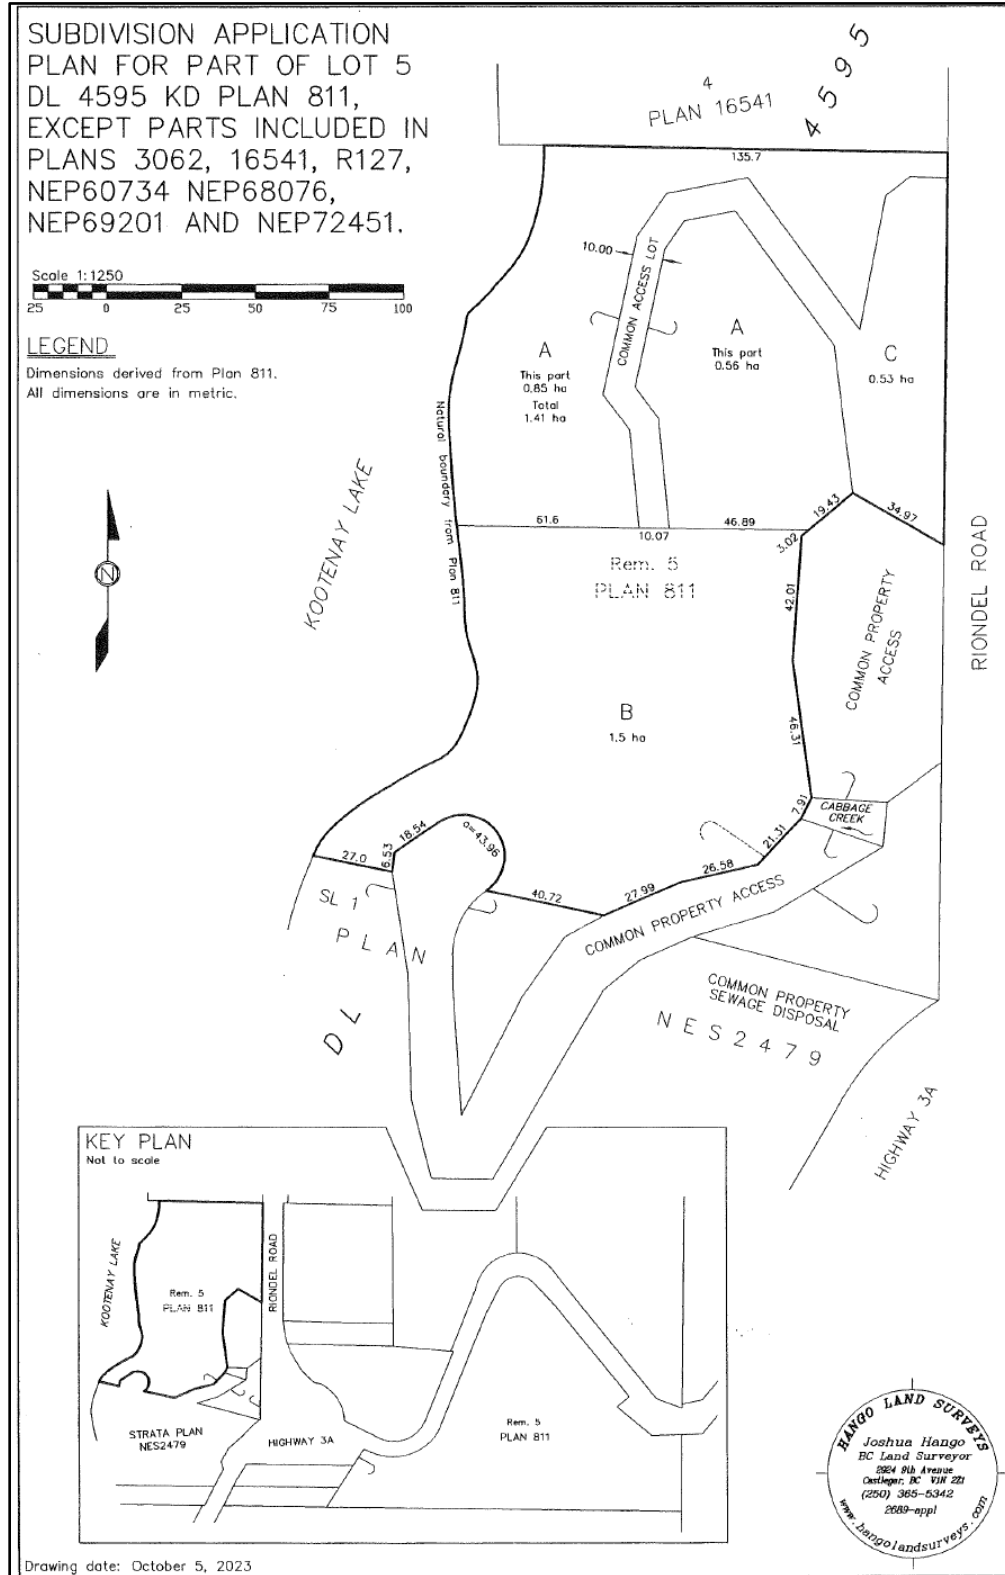 SUBDIVISION APPLICATION
PLAN FOR PART OF LOT 5
DL 4595 KD PLAN 811,
EXCEPT PARTS INCLUDED IN
PLANS 3062, 16541, R127,
NEP60734 NEP68076,
NEP69201 AND NEP72451.
Scale 1:1250
25 0 25 50 75 100
LEGEND
Dimensions derived from Plan 811.
All dimensions are in metric.
4
PLAN 16541
4595
135.7
10.00
COMMON ACCESS LOT
A
This part
0.85 ha
Total
1.41 ha
A
This part
0.56 ha
C
0.53 ha
Natural boundary from Plan 811
KOOTENAY LAKE
N
61.6
10.07
46.89
3.02
19.43
34.97
Rem. 5
PLAN 811
42.01
COMMON PROPERTY
ACCESS
RIONDEL ROAD
B
1.5 ha
46.31
7.91
CABBAGE
CREEK
21.31
26.58
27.99
40.72
a=43.96
18.54
6.53
27.0
SL 1
PLAN
DL
COMMON PROPERTY ACCESS
COMMON PROPERTY
SEWAGE DISPOSAL
NES2479
HIGHWAY 3A
KEY PLAN
Not to scale
KOOTENAY LAKE
Rem. 5
PLAN 811
RIONDEL ROAD
STRATA PLAN
NES2479
HIGHWAY 3A
Rem. 5
PLAN 811
HANGO LAND SURVEYS
Joshua Hango
BC Land Surveyor
2924 9th Avenue
Castlegar, BC V1N 2Z1
(250) 365-5342
2689-appl
www.hangolandsurveys.com
Drawing date: October 5, 2023